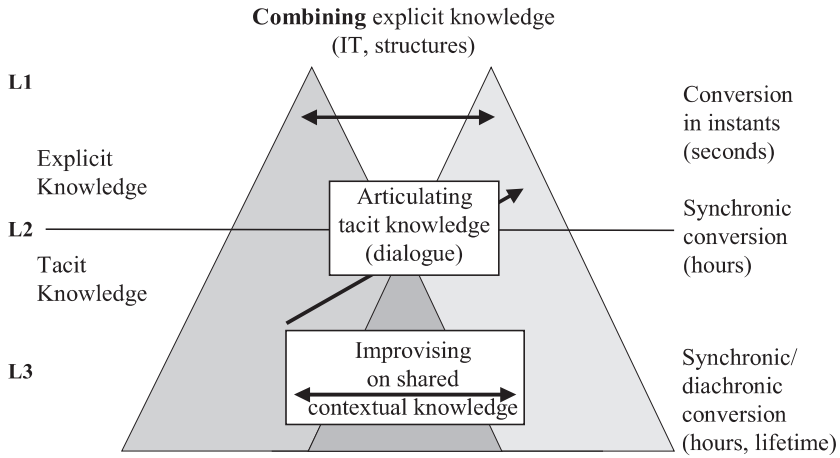 Combining explicit knowledge
(IT, structures)
L1
Conversion
in instants
(seconds)
Explicit
Knowledge
Articulating
tacit knowledge
(dialogue)
L2
Synchronic
conversion
(hours)
Tacit
Knowledge
Improvising
on shared
contextual knowledge
L3
Synchronic/
diachronic
conversion
(hours, lifetime)